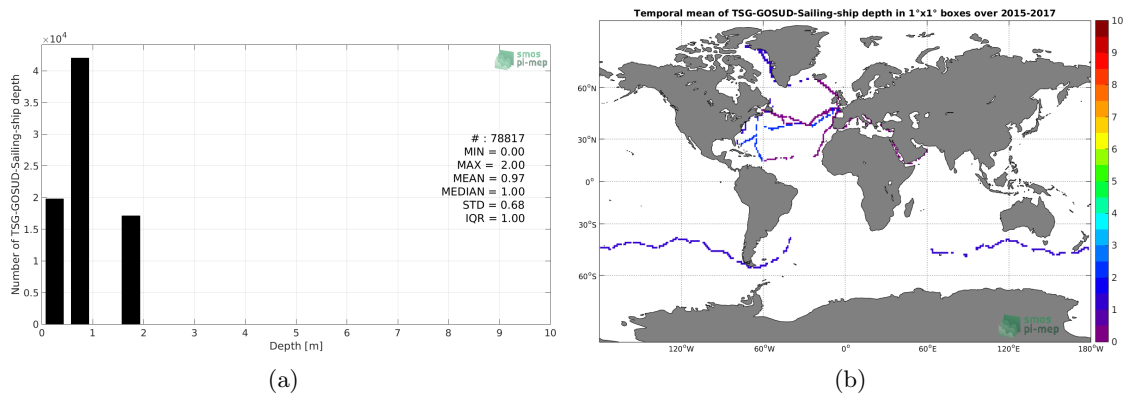 ×10⁴
4
3.5
3
2.5
2
1.5
1
0.5
0
Number of TSG-GOSUD-Sailing-ship depth
0 1 2 3 4 5 6 7 8 9 10
Depth [m]
smos
pi-mep
# : 78817
MIN = 0.00
MAX = 2.00
MEAN = 0.97
MEDIAN = 1.00
STD = 0.68
IQR = 1.00
(a)
Temporal mean of TSG-GOSUD-Sailing-ship depth in 1°x1° boxes over 2015-2017
60°N
30°N
0°
30°S
60°S
120°W 60°W 0° 60°E 120°E 180°W
smos
pi-mep
10
9
8
7
6
5
4
3
2
1
0
(b)